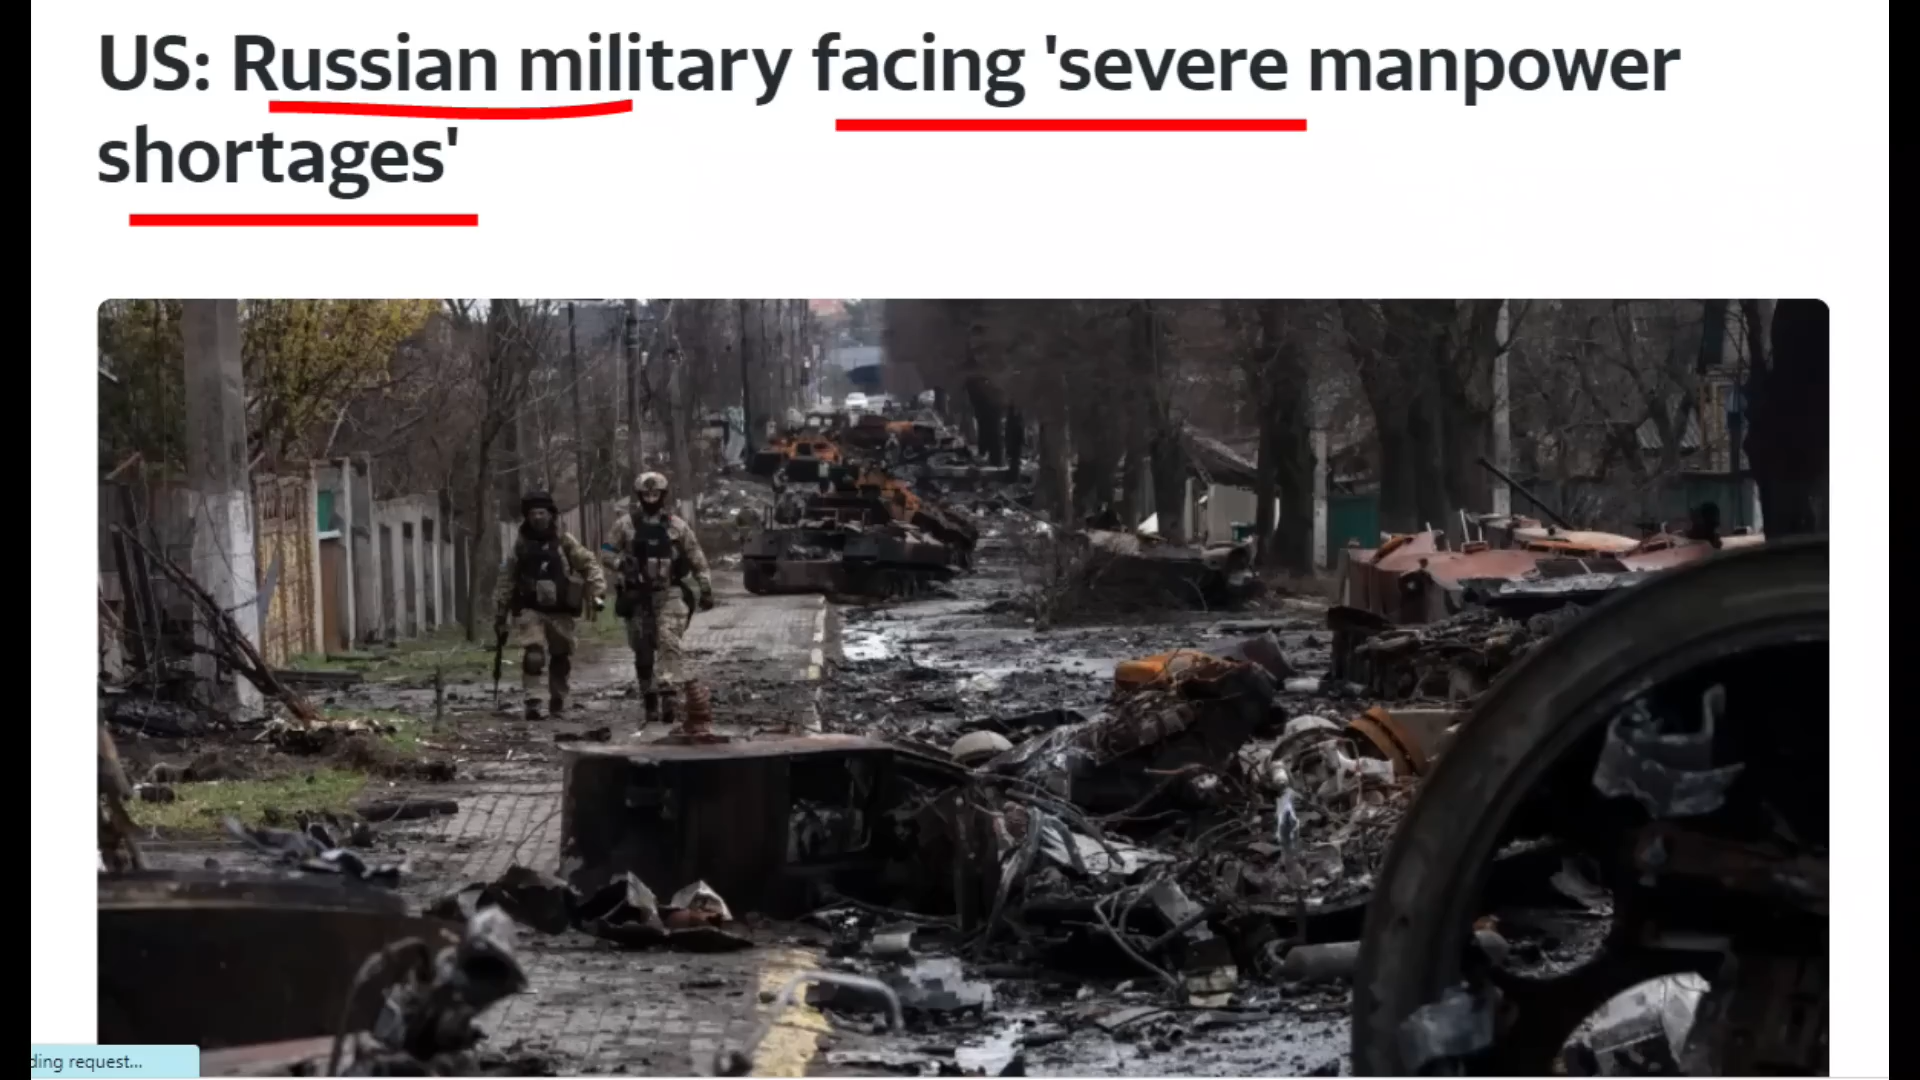 US: Russian military facing 'severe manpower
shortages'
ding request...